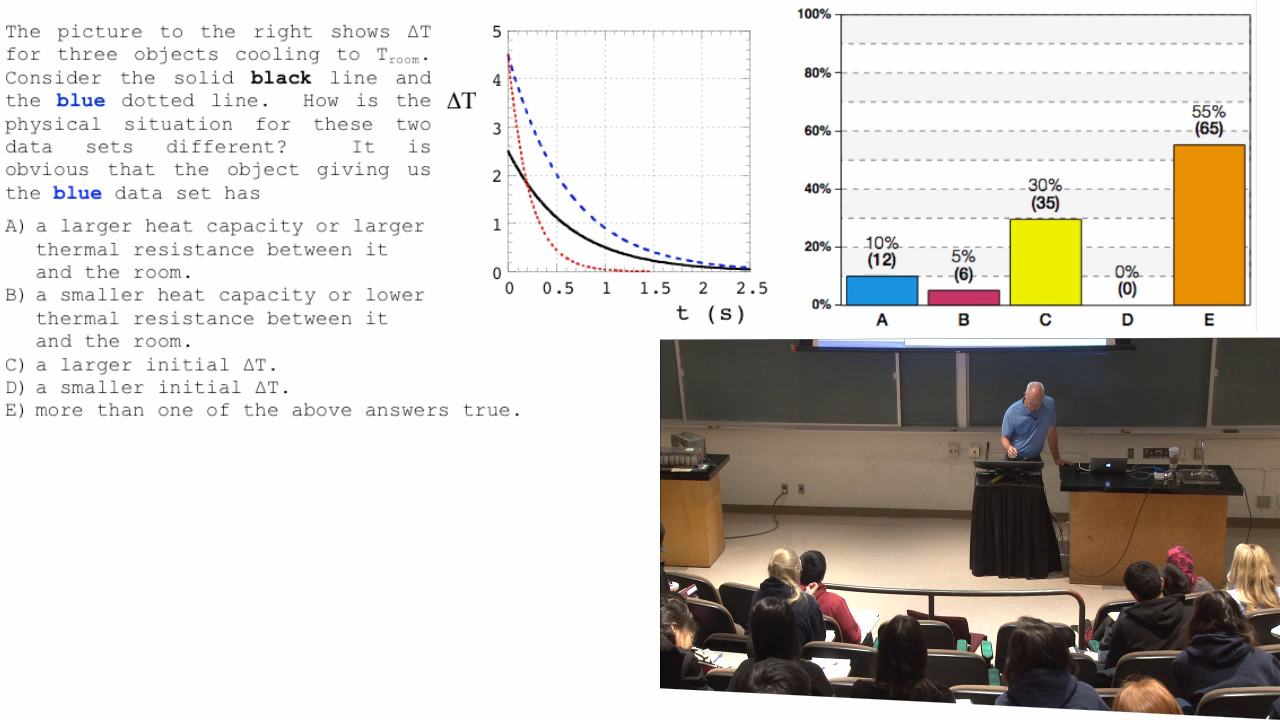 The picture to the right shows ΔT
for three objects cooling to Troom.
Consider the solid black line and
the blue dotted line. How is the
physical situation for these two
data sets different? It is
obvious that the object giving us
the blue data set has
A) a larger heat capacity or larger
thermal resistance between it
and the room.
B) a smaller heat capacity or lower
thermal resistance between it
and the room.
C) a larger initial ΔT.
D) a smaller initial ΔT.
E) more than one of the above answers true.
ΔT
5
4
3
2
1
0
0 0.5 1 1.5 2 2.5
t (s)
100%
80%
60%
40%
20%
0%
10%
(12)
5%
(6)
30%
(35)
0%
(0)
55%
(65)
A B C D E